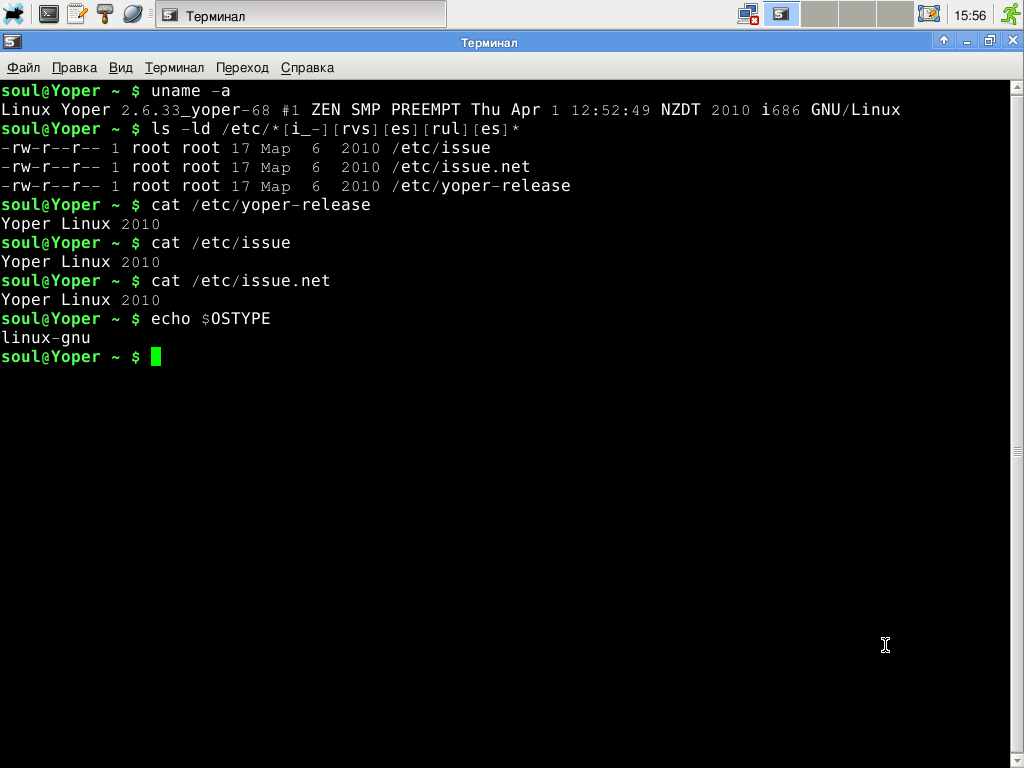 Терминал
15:56
Терминал
Файл Правка Вид Терминал Переход Справка
soul@Yoper ~ $ uname -a
Linux Yoper 2.6.33_yoper-68 #1 ZEN SMP PREEMPT Thu Apr 1 12:52:49 NZDT 2010 i686 GNU/Linux
soul@Yoper ~ $ ls -ld /etc/*[i_-][rvs][es][rul][es]*
-rw-r--r-- 1 root root 17 Мар  6  2010 /etc/issue
-rw-r--r-- 1 root root 17 Мар  6  2010 /etc/issue.net
-rw-r--r-- 1 root root 17 Мар  6  2010 /etc/yoper-release
soul@Yoper ~ $ cat /etc/yoper-release
Yoper Linux 2010
soul@Yoper ~ $ cat /etc/issue
Yoper Linux 2010
soul@Yoper ~ $ cat /etc/issue.net
Yoper Linux 2010
soul@Yoper ~ $ echo $OSTYPE
linux-gnu
soul@Yoper ~ $